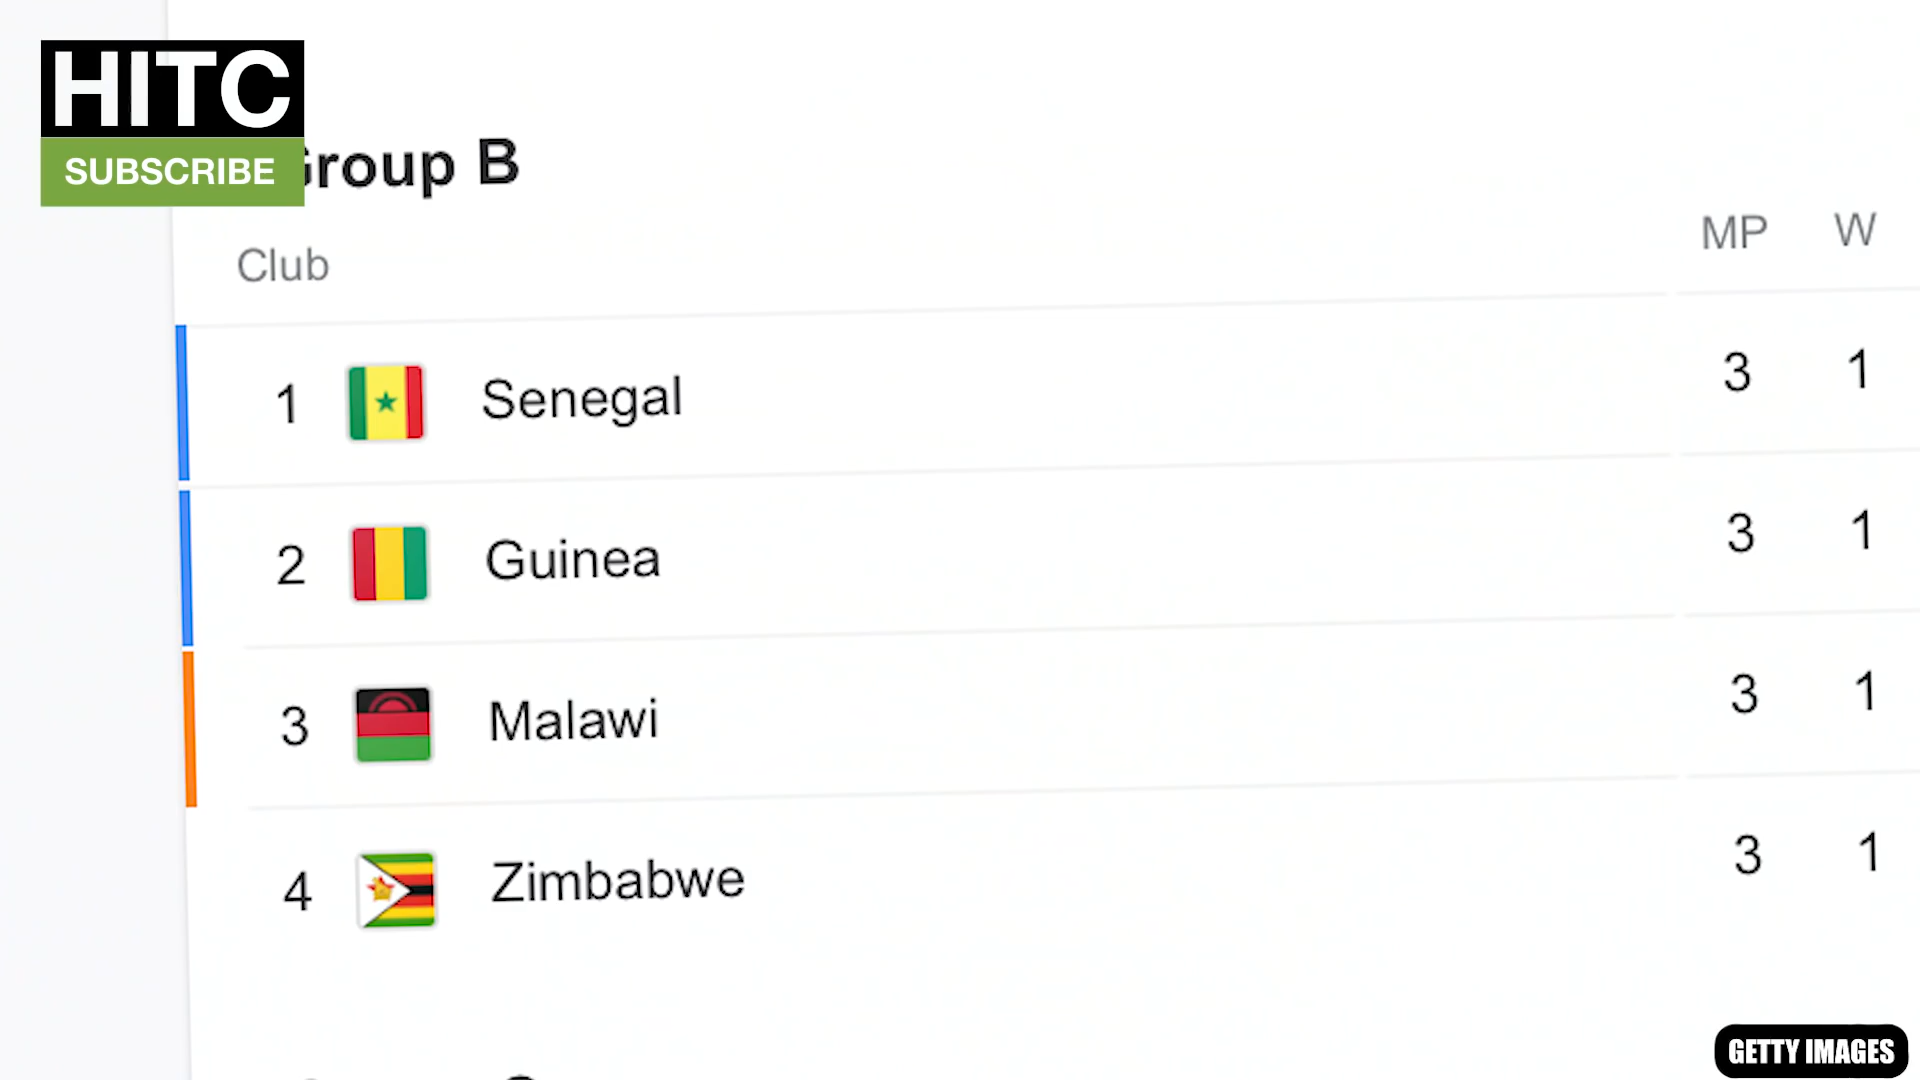 HITC
SUBSCRIBE
Group B
Club MP W
1 Senegal 3 1
2 Guinea 3 1
3 Malawi 3 1
4 Zimbabwe 3 1
GETTY IMAGES